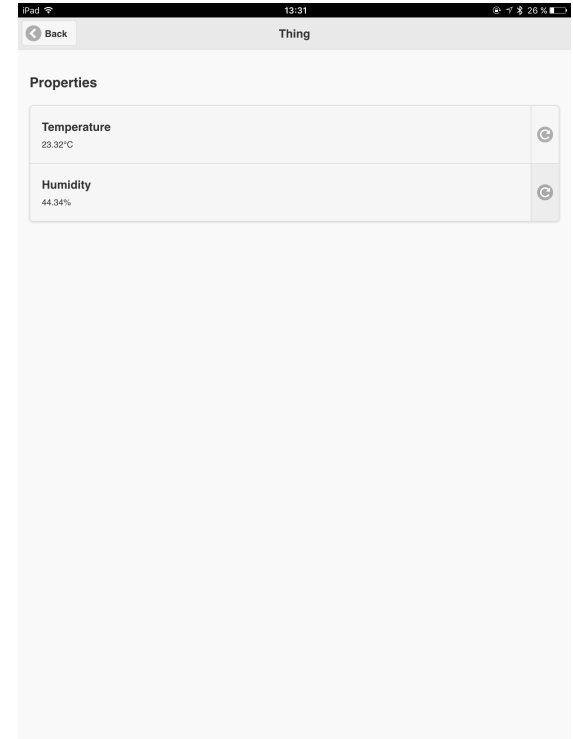 iPad 13:31 26 %
Back Thing
Properties
Temperature
23.32°C
Humidity
44.34%